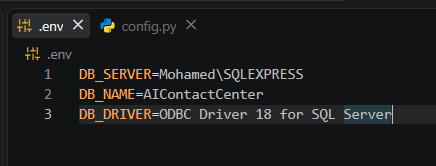 .env
config.py
.env
1 DB_SERVER=Mohamed\SQLEXPRESS
2 DB_NAME=AIContactCenter
3 DB_DRIVER=ODBC Driver 18 for SQL Server